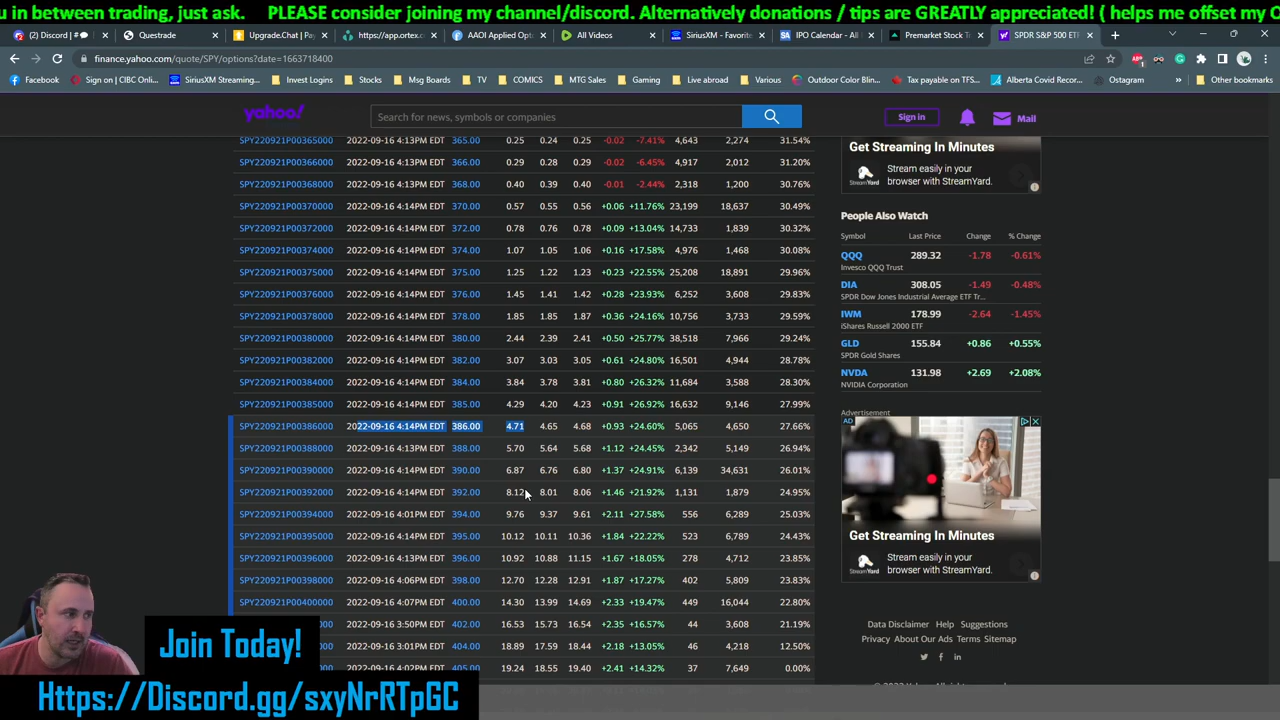 u in between trading, just ask. PLEASE consider joining my channel/discord. Alternatively donations / tips are GREATLY appreciated! ( helps me offset my O
(2) Discord | # Questrade Upgrade.Chat | Pay https://app.ortex.c AAOI Applied Opto All Videos SiriusXM - Favorite IPO Calendar - All Premarket Stock Tr SPDR S&P 500 ETF
finance.yahoo.com/quote/SPY/options?date=1663718400
Facebook Sign on | CIBC Onlin... SiriusXM Streaming... Invest Logins Stocks Msg Boards TV COMICS MTG Sales Gaming Live abroad Various Outdoor Color Blin... Tax payable on TFS... Alberta Covid Recor... Ostagram Other bookmarks
yahoo! Search for news, symbols or companies Sign in Mail
SPY220921P00365000 2022-09-16 4:13PM EDT 365.00 0.25 0.24 0.25 -0.02 -7.41% 4,643 2,274 31.54%
SPY220921P00366000 2022-09-16 4:13PM EDT 366.00 0.29 0.28 0.29 -0.02 -6.45% 4,917 2,012 31.20%
SPY220921P00368000 2022-09-16 4:13PM EDT 368.00 0.40 0.39 0.40 -0.01 -2.44% 2,318 1,200 30.76%
SPY220921P00370000 2022-09-16 4:14PM EDT 370.00 0.57 0.55 0.56 +0.06 +11.76% 23,199 18,637 30.49%
SPY220921P00372000 2022-09-16 4:14PM EDT 372.00 0.78 0.76 0.78 +0.09 +13.04% 14,733 1,839 30.32%
SPY220921P00374000 2022-09-16 4:14PM EDT 374.00 1.07 1.05 1.06 +0.16 +17.58% 4,976 1,468 30.08%
SPY220921P00375000 2022-09-16 4:14PM EDT 375.00 1.25 1.22 1.23 +0.23 +22.55% 25,208 18,891 29.96%
SPY220921P00376000 2022-09-16 4:14PM EDT 376.00 1.45 1.41 1.42 +0.28 +23.93% 6,252 3,608 29.83%
SPY220921P00378000 2022-09-16 4:14PM EDT 378.00 1.85 1.85 1.87 +0.36 +24.16% 10,756 3,733 29.59%
SPY220921P00380000 2022-09-16 4:14PM EDT 380.00 2.44 2.39 2.41 +0.50 +25.77% 38,518 7,966 29.24%
SPY220921P00382000 2022-09-16 4:14PM EDT 382.00 3.07 3.03 3.05 +0.61 +24.80% 16,501 4,944 28.78%
SPY220921P00384000 2022-09-16 4:14PM EDT 384.00 3.84 3.78 3.81 +0.80 +26.32% 11,684 3,588 28.30%
SPY220921P00385000 2022-09-16 4:14PM EDT 385.00 4.29 4.20 4.23 +0.91 +26.92% 16,632 9,146 27.99%
SPY220921P00386000 2022-09-16 4:14PM EDT 386.00 4.71 4.65 4.68 +0.93 +24.60% 5,065 4,650 27.66%
SPY220921P00388000 2022-09-16 4:13PM EDT 388.00 5.70 5.64 5.68 +1.12 +24.45% 2,342 5,149 26.94%
SPY220921P00390000 2022-09-16 4:14PM EDT 390.00 6.87 6.76 6.80 +1.37 +24.91% 6,139 34,631 26.01%
SPY220921P00392000 2022-09-16 4:14PM EDT 392.00 8.12 8.01 8.06 +1.46 +21.92% 1,131 1,879 24.95%
SPY220921P00394000 2022-09-16 4:01PM EDT 394.00 9.76 9.37 9.61 +2.11 +27.58% 556 6,289 25.03%
SPY220921P00395000 2022-09-16 4:14PM EDT 395.00 10.12 10.11 10.36 +1.84 +22.22% 523 6,789 24.43%
SPY220921P00396000 2022-09-16 4:13PM EDT 396.00 10.92 10.88 11.15 +1.67 +18.05% 278 4,712 23.85%
SPY220921P00398000 2022-09-16 4:06PM EDT 398.00 12.70 12.28 12.91 +1.87 +17.27% 402 5,809 23.83%
SPY220921P00400000 2022-09-16 4:07PM EDT 400.00 14.30 13.99 14.69 +2.33 +19.47% 449 16,044 22.80%
2022-09-16 3:50PM EDT 402.00 16.53 15.73 16.54 +2.35 +16.57% 44 3,608 21.19%
2022-09-16 3:01PM EDT 404.00 18.89 17.59 18.44 +2.18 +13.05% 46 4,218 12.50%
2022-09-16 4:02PM EDT 405.00 19.24 18.55 19.40 +2.41 +14.32% 37 7,649 0.00%
Get Streaming In Minutes
StreamYard
Stream easily in your
browser with StreamYard.
People Also Watch
Symbol Last Price Change % Change
QQQ 289.32 -1.78 -0.61%
Invesco QQQ Trust
DIA 308.05 -1.49 -0.48%
SPDR Dow Jones Industrial Average ETF Tr...
IWM 178.99 -2.64 -1.45%
iShares Russell 2000 ETF
GLD 155.84 +0.86 +0.55%
SPDR Gold Shares
NVDA 131.98 +2.69 +2.08%
NVIDIA Corporation
Advertisement
AD
Get Streaming In Minutes
StreamYard
Stream easily in your
browser with StreamYard.
Data Disclaimer Help Suggestions
Privacy About Our Ads Terms Sitemap
Join Today!
Https://Discord.gg/sxyNrRTpGC